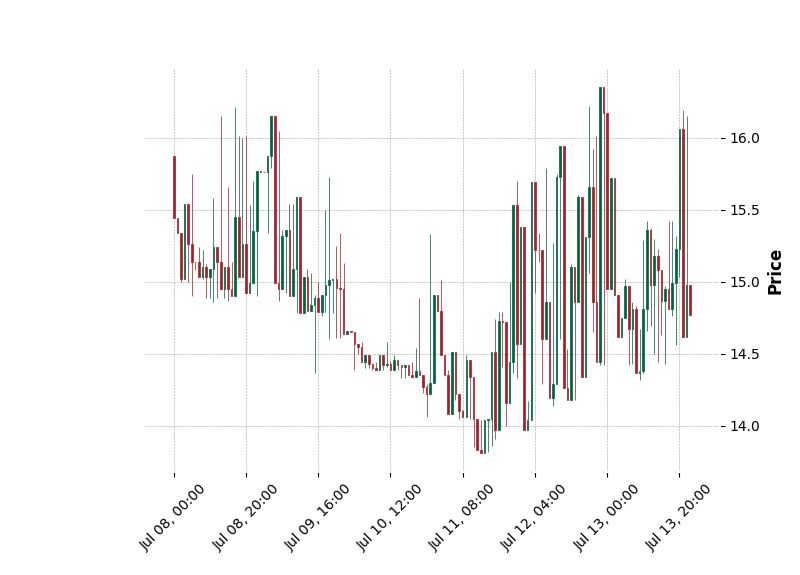 16.0
15.5
15.0
14.5
14.0
Price
Jul 08, 00:00
Jul 08, 20:00
Jul 09, 16:00
Jul 10, 12:00
Jul 11, 08:00
Jul 12, 04:00
Jul 13, 00:00
Jul 13, 20:00